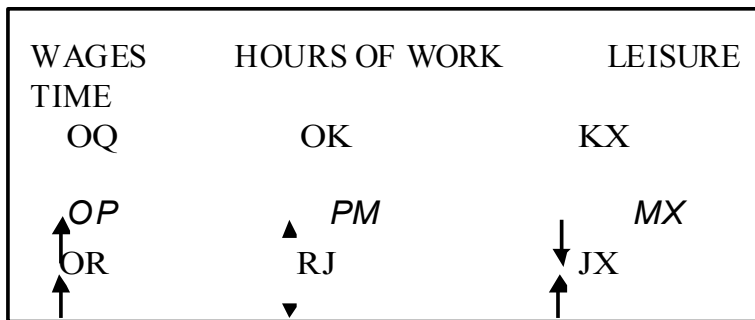 WAGES HOURS OF WORK LEISURE
TIME
OQ OK KX
OP PM MX
OR RJ JX